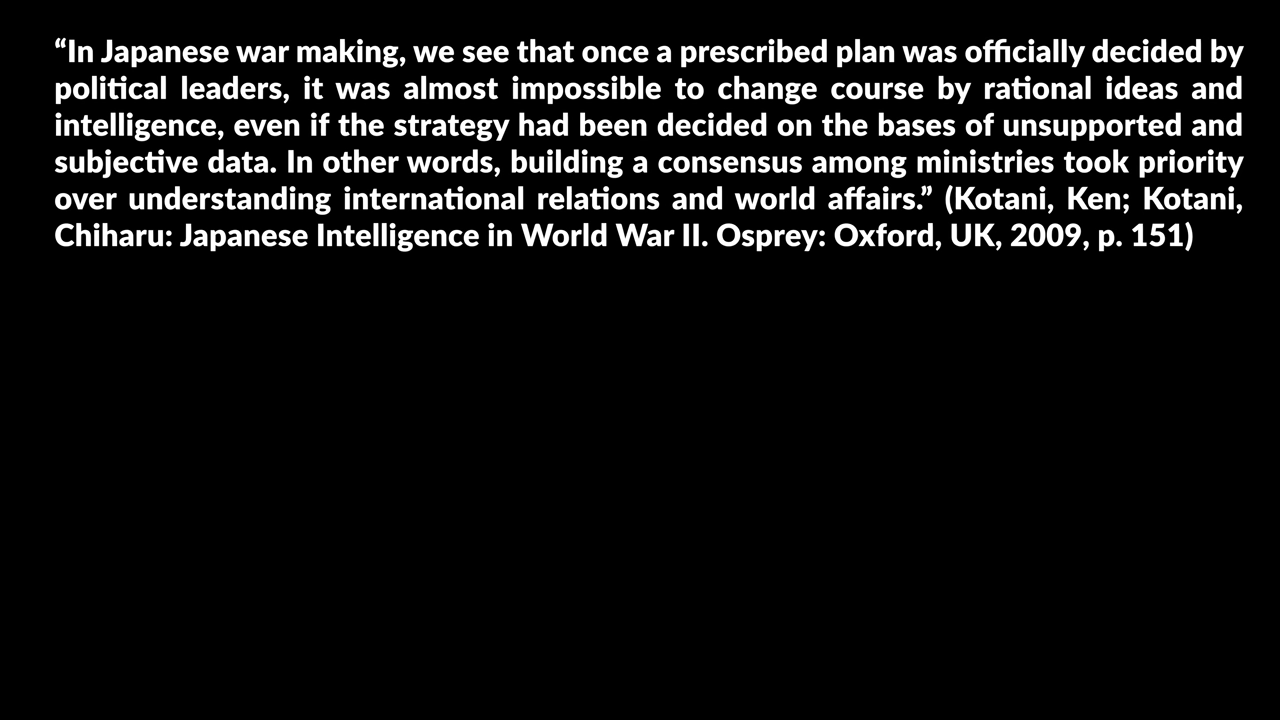 “In Japanese war making, we see that once a prescribed plan was officially decided by
political leaders, it was almost impossible to change course by rational ideas and
intelligence, even if the strategy had been decided on the bases of unsupported and
subjective data. In other words, building a consensus among ministries took priority
over understanding international relations and world affairs.” (Kotani, Ken; Kotani,
Chiharu: Japanese Intelligence in World War II. Osprey: Oxford, UK, 2009, p. 151)